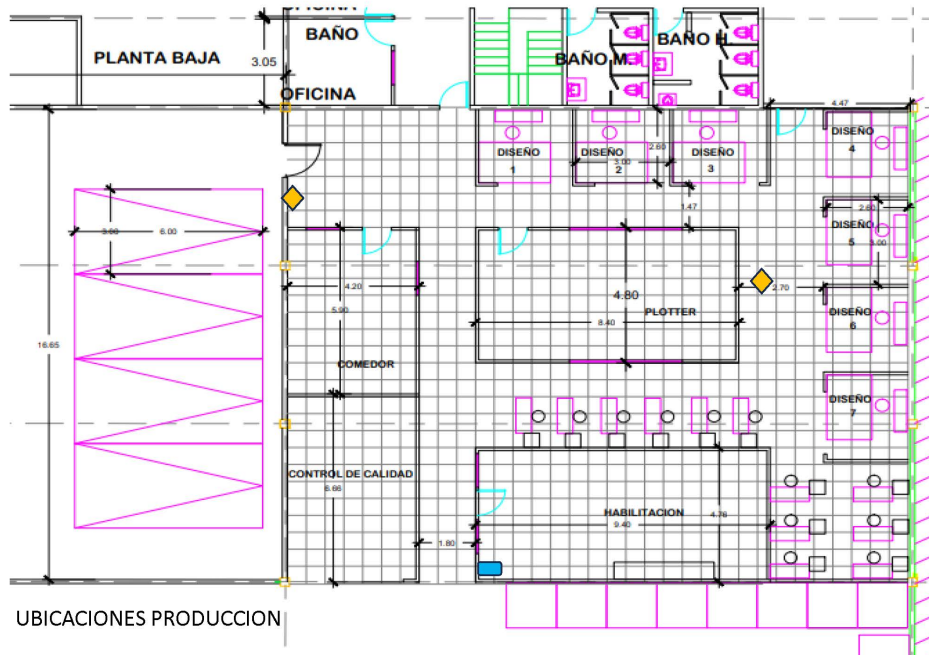 OFICINA
BAÑO
PLANTA BAJA
3.05
BAÑO M.
BAÑO H.
OFICINA
4.47
DISEÑO
1
DISEÑO
2
3.00
2.60
DISEÑO
3
DISEÑO
4
1.47
2.60
DISEÑO
5
3.00
3.00
6.00
4.20
5.90
4.80
PLOTTER
8.40
2.70
DISEÑO
6
16.65
COMEDOR
DISEÑO
7
CONTROL DE CALIDAD
6.66
HABILITACION
9.40
4.76
1.80
UBICACIONES PRODUCCION